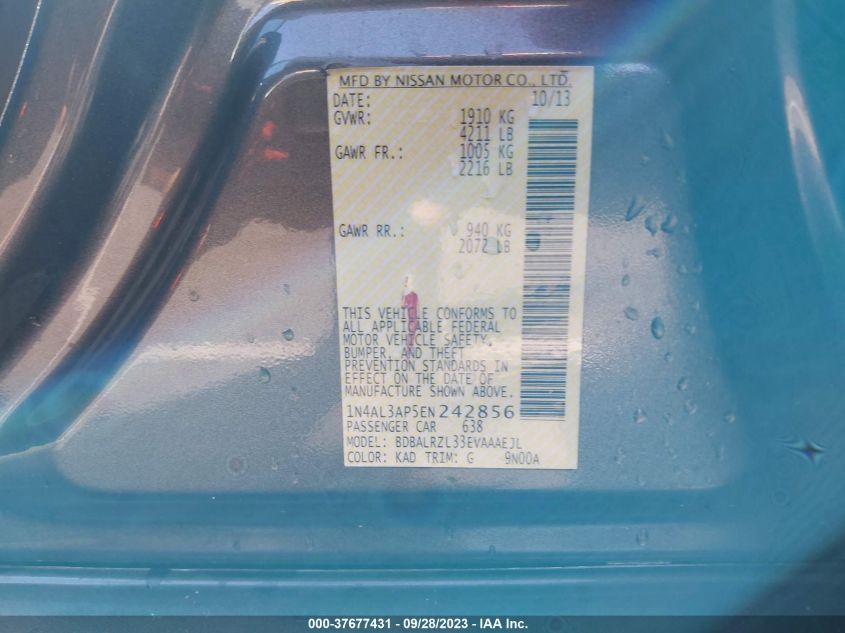 MFD BY NISSAN MOTOR CO., LTD.
DATE: 10/13
GVWR: 1910 KG
4211 LB
GAWR FR.: 1005 KG
2216 LB
GAWR RR.: 940 KG
2072 LB
THIS VEHICLE CONFORMS TO
ALL APPLICABLE FEDERAL
MOTOR VEHICLE SAFETY,
BUMPER, AND THEFT
PREVENTION STANDARDS IN
EFFECT ON THE DATE OF
MANUFACTURE SHOWN ABOVE.
1N4AL3AP5EN242856
PASSENGER CAR 638
MODEL: BDBALRZL33EVAAAEJL
COLOR: KAD TRIM: G 9N00A
000-37677431 - 09/28/2023 - IAA Inc.